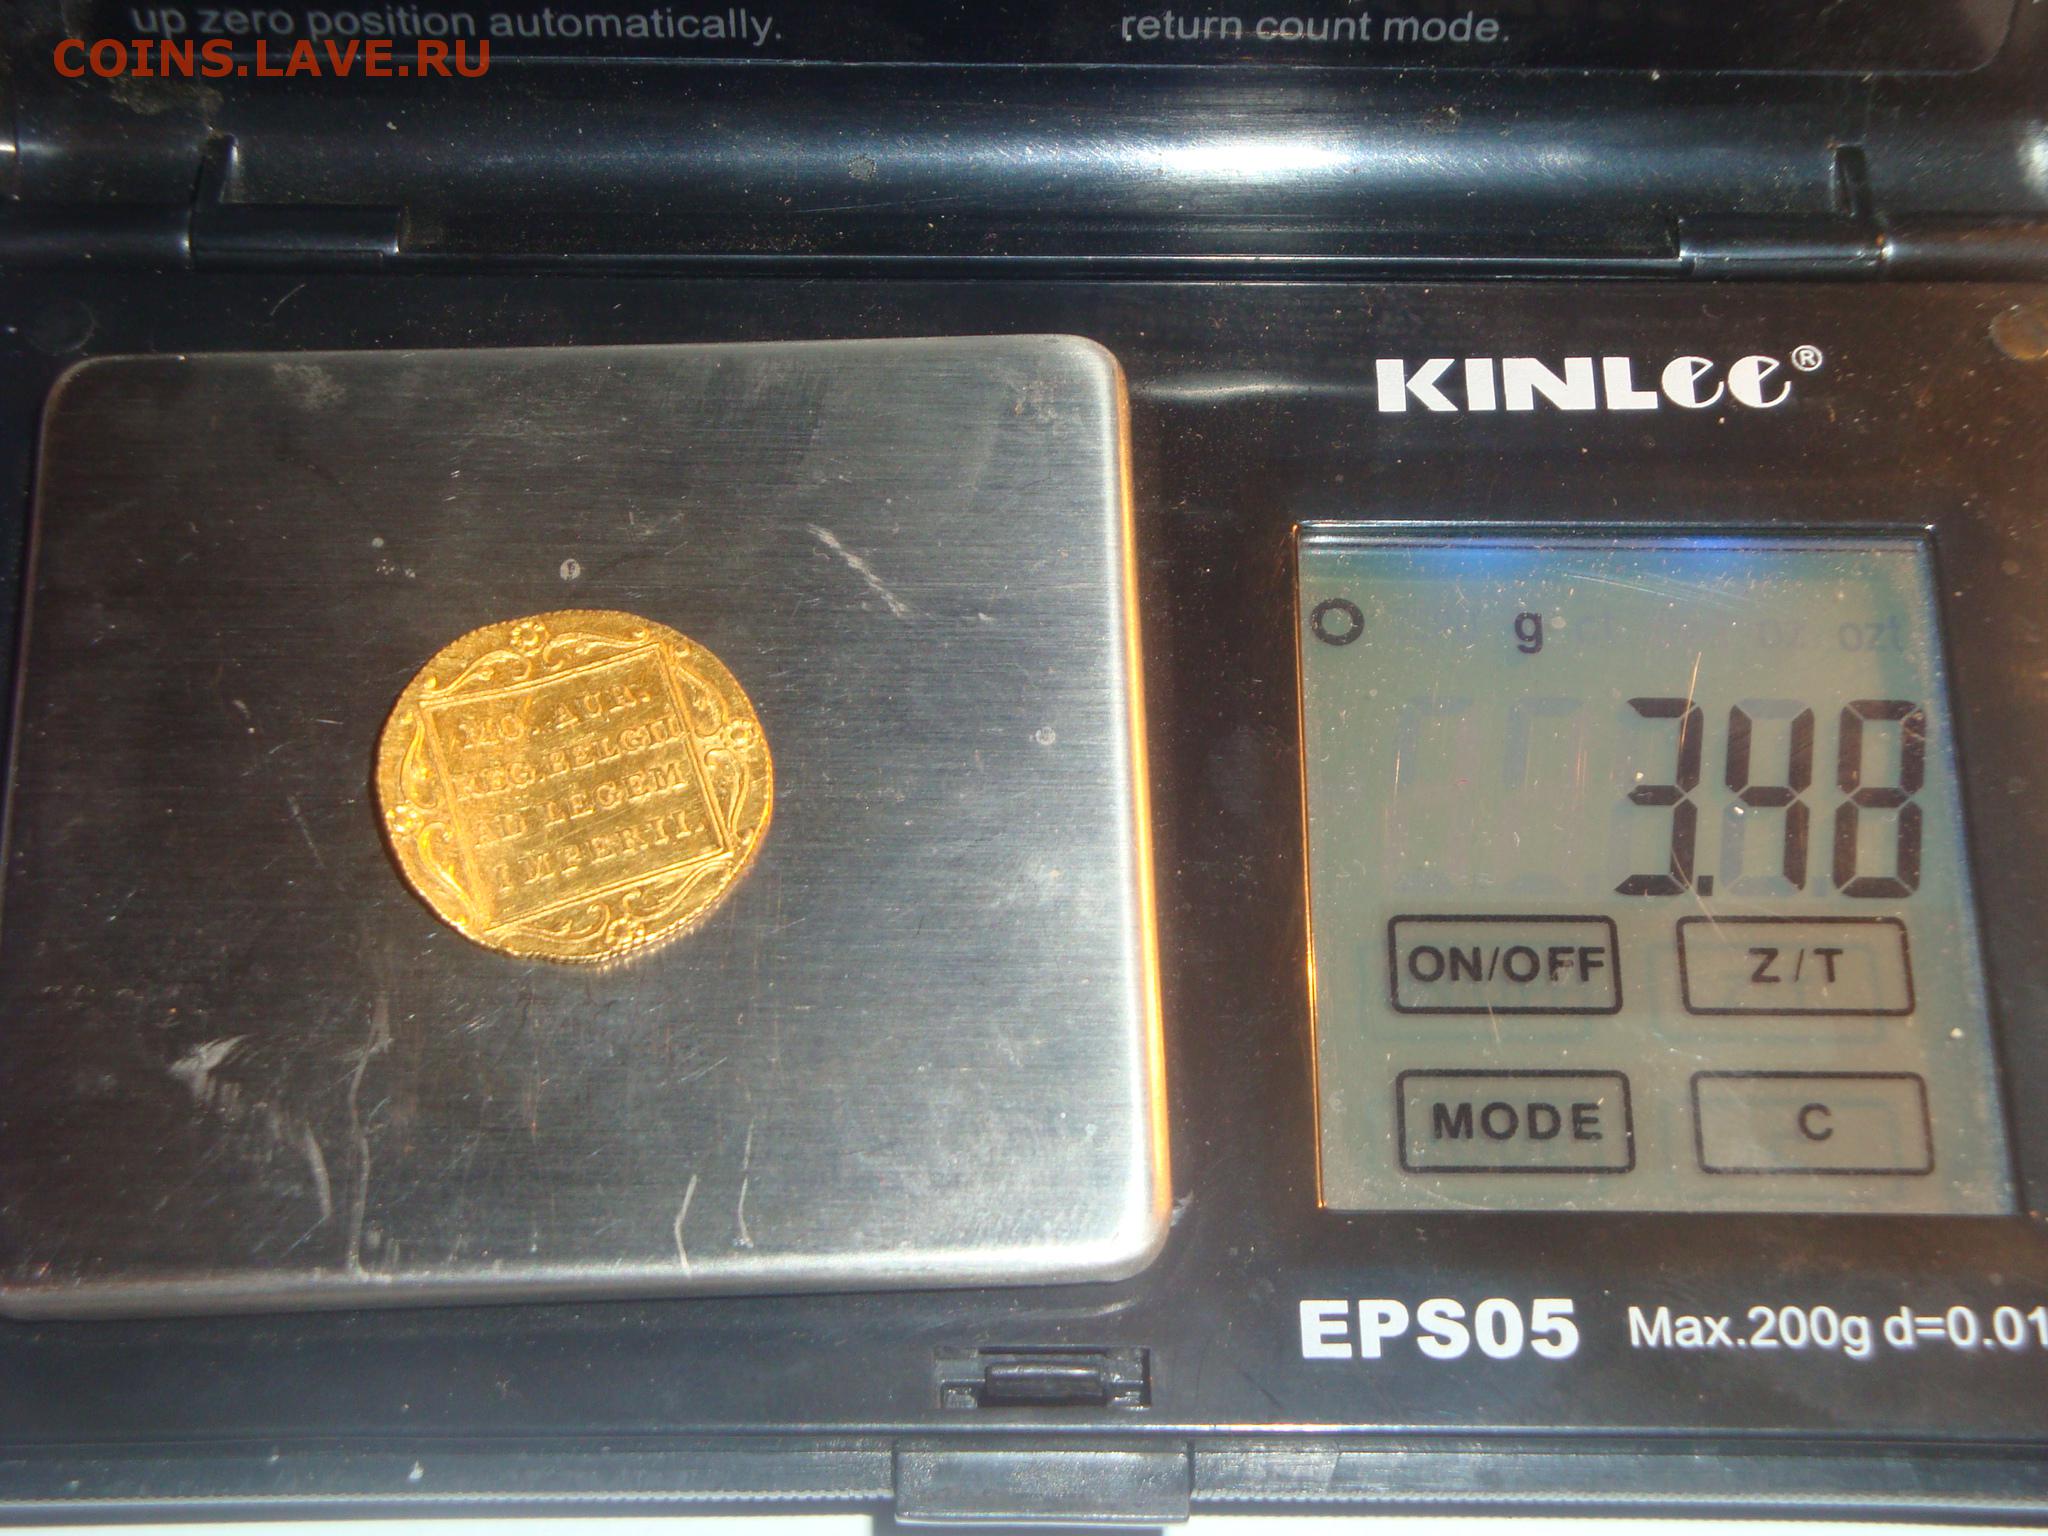 up zero position automatically.
return count mode.
COINS.LAVE.RU
KINLee®
MO. AUR.
REG. BELGII
AD LEGEM
IMPERII.
O g ozt
3.48
ON/OFF Z/T
MODE C
EPS05 Max.200g d=0.01